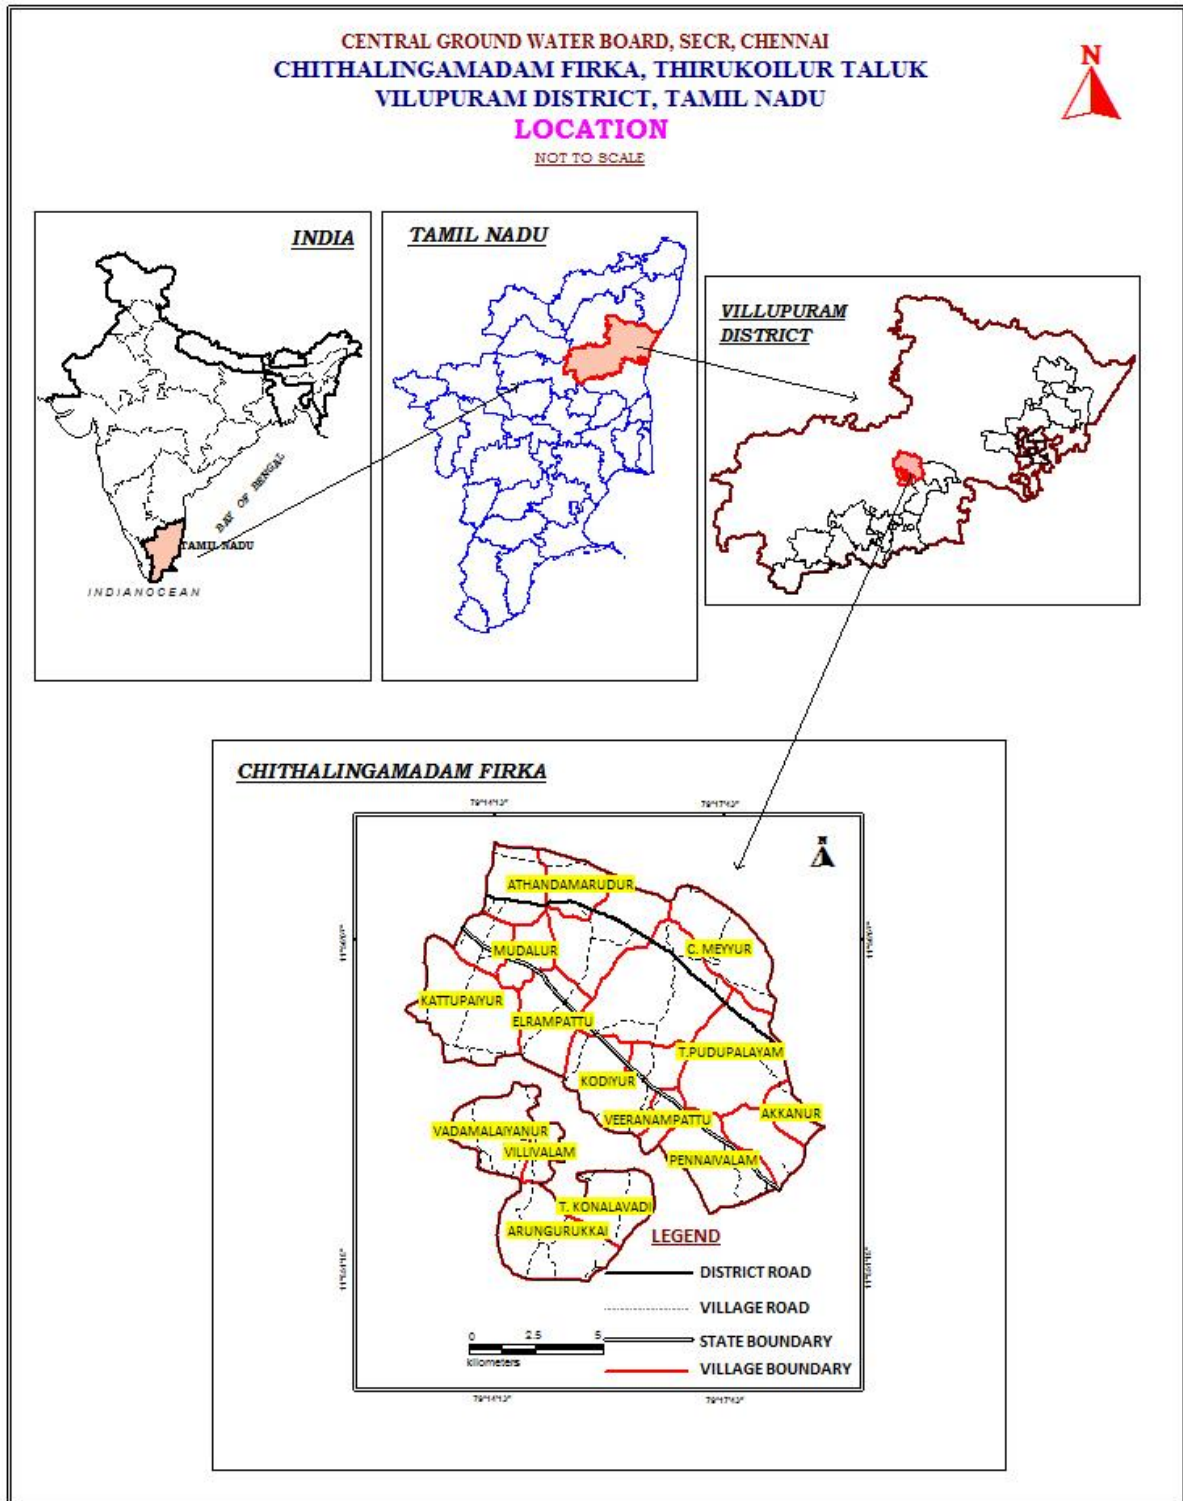 CENTRAL GROUND WATER BOARD, SECR, CHENNAI
CHITHALINGAMADAM FIRKA, THIRUKOILUR TALUK
VILUPURAM DISTRICT, TAMIL NADU
LOCATION
NOT TO SCALE
N
INDIA
BAY OF BENGAL
TAMIL NADU
INDIANOCEAN
TAMIL NADU
VILLUPURAM
DISTRICT
CHITHALINGAMADAM FIRKA
N
ATHANDAMARUDUR
MUDALUR
C. MEYYUR
KATTUPAIYUR
ELRAMPATTU
T.PUDUPALAYAM
KODIYUR
VEERANAMPATTU
AKKANUR
VADAMALAIYANUR
VILLIVALAM
PENNAIVALAM
T. KONALAVADI
ARUNGURUKKAI
LEGEND
DISTRICT ROAD
VILLAGE ROAD
STATE BOUNDARY
VILLAGE BOUNDARY
0 2.5 5
kilometers